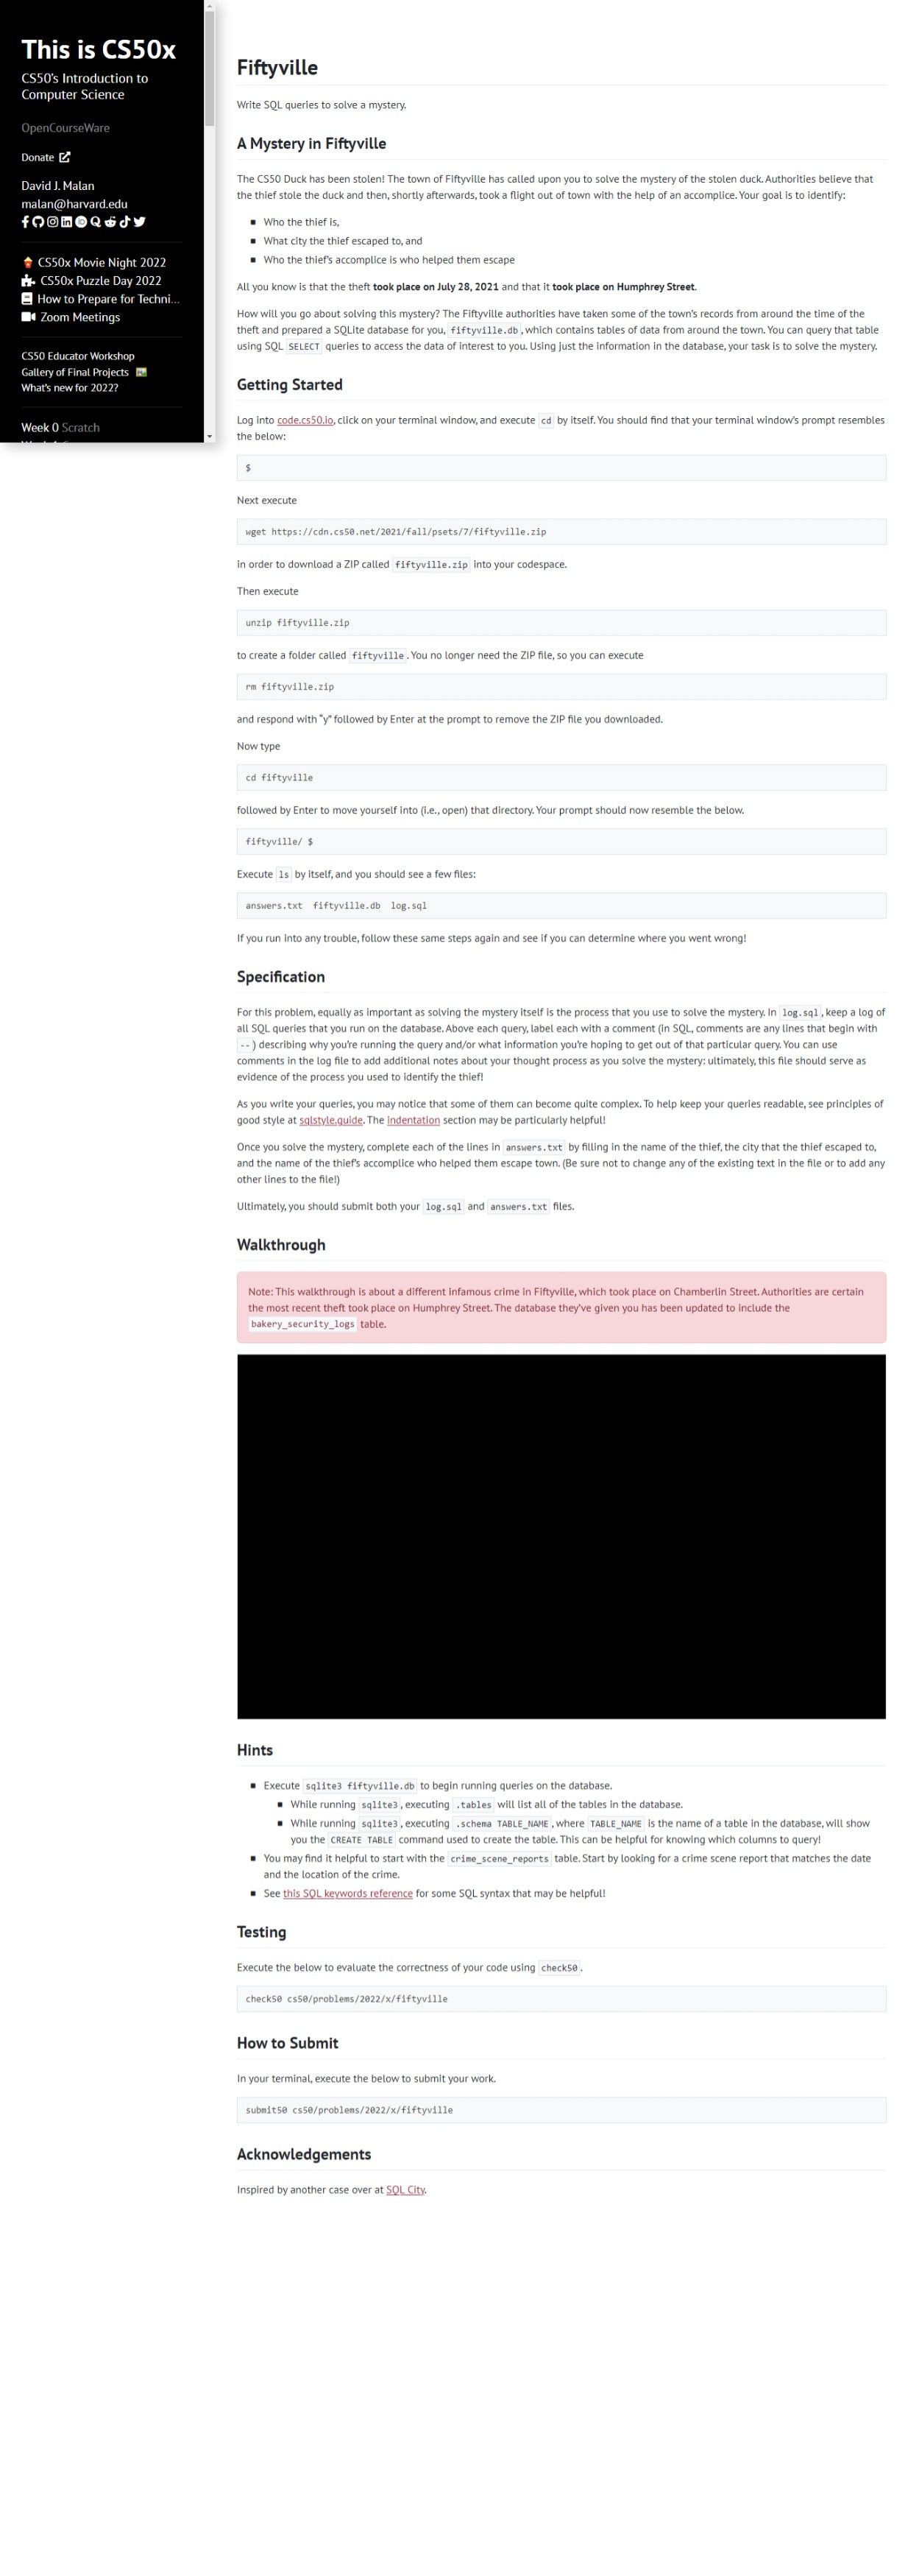 This is CS50x
CS50's Introduction to
Computer Science
OpenCourseWare
Donate
David J. Malan
malan@harvard.edu
CS50x Movie Night 2022
CS50x Puzzle Day 2022
How to Prepare for Techni...
Zoom Meetings
CS50 Educator Workshop
Gallery of Final Projects
What's new for 2022?
Week 0 Scratch
Fiftyville
Write SQL queries to solve a mystery.
A Mystery in Fiftyville
The CS50 Duck has been stolen! The town of Fiftyville has called upon you to solve the mystery of the stolen duck. Authorities believe that
the thief stole the duck and then, shortly afterwards, took a flight out of town with the help of an accomplice. Your goal is to identify:
Who the thief is,
What city the thief escaped to, and
Who the thief's accomplice is who helped them escape
All you know is that the theft took place on July 28, 2021 and that it took place on Humphrey Street.
How will you go about solving this mystery? The Fiftyville authorities have taken some of the town's records from around the time of the
theft and prepared a SQLite database for you, fiftyville.db, which contains tables of data from around the town. You can query that table
using SQL SELECT queries to access the data of interest to you. Using just the information in the database, your task is to solve the mystery.
Getting Started
Log into code.cs50.io, click on your terminal window, and execute cd by itself. You should find that your terminal window's prompt resembles
the below:
$
Next execute
wget https://cdn.cs50.net/2021/fall/psets/7/fiftyville.zip
in order to download a ZIP called fiftyville.zip into your codespace.
Then execute
unzip fiftyville.zip
to create a folder called fiftyville. You no longer need the ZIP file, so you can execute
rm fiftyville.zip
and respond with "y" followed by Enter at the prompt to remove the ZIP file you downloaded.
Now type
cd fiftyville
followed by Enter to move yourself into (i.e., open) that directory. Your prompt should now resemble the below.
fiftyville/ $
Execute ls by itself, and you should see a few files:
answers.txt  fiftyville.db  log.sql
If you run into any trouble, follow these same steps again and see if you can determine where you went wrong!
Specification
For this problem, equally as important as solving the mystery itself is the process that you use to solve the mystery. In log.sql, keep a log of
all SQL queries that you run on the database. Above each query, label each with a comment (in SQL, comments are any lines that begin with
--) describing why you're running the query and/or what information you're hoping to get out of that particular query. You can use
comments in the log file to add additional notes about your thought process as you solve the mystery: ultimately, this file should serve as
evidence of the process you used to identify the thief!
As you write your queries, you may notice that some of them can become quite complex. To help keep your queries readable, see principles of
good style at sqlstyle.guide. The indentation section may be particularly helpful!
Once you solve the mystery, complete each of the lines in answers.txt by filling in the name of the thief, the city that the thief escaped to,
and the name of the thief's accomplice who helped them escape town. (Be sure not to change any of the existing text in the file or to add any
other lines to the file!)
Ultimately, you should submit both your log.sql and answers.txt files.
Walkthrough
Note: This walkthrough is about a different infamous crime in Fiftyville, which took place on Chamberlin Street. Authorities are certain
the most recent theft took place on Humphrey Street. The database they've given you has been updated to include the
bakery_security_logs table.
Hints
Execute sqlite3 fiftyville.db to begin running queries on the database.
While running sqlite3, executing .tables will list all of the tables in the database.
While running sqlite3, executing .schema TABLE_NAME, where TABLE_NAME is the name of a table in the database, will show
you the CREATE TABLE command used to create the table. This can be helpful for knowing which columns to query!
You may find it helpful to start with the crime_scene_reports table. Start by looking for a crime scene report that matches the date
and the location of the crime.
See this SQL keywords reference for some SQL syntax that may be helpful!
Testing
Execute the below to evaluate the correctness of your code using check50.
check50 cs50/problems/2022/x/fiftyville
How to Submit
In your terminal, execute the below to submit your work.
submit50 cs50/problems/2022/x/fiftyville
Acknowledgements
Inspired by another case over at SQL City.